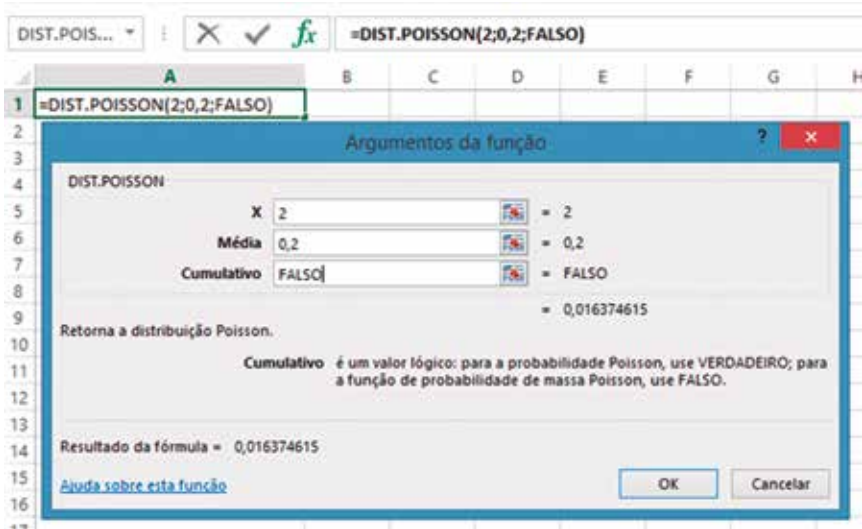 DIST.POIS... fx =DIST.POISSON(2;0,2;FALSO)
A B C D E F G H
1 =DIST.POISSON(2;0,2;FALSO)
2
Argumentos da função ? ×
3
4 DIST.POISSON
5 X 2 = 2
6 Média 0,2 = 0,2
7 Cumulativo FALSO = FALSO
8
= 0,016374615
9
Retorna a distribuição Poisson.
10
11 Cumulativo é um valor lógico: para a probabilidade Poisson, use VERDADEIRO; para
12 a função de probabilidade de massa Poisson, use FALSO.
13
14 Resultado da fórmula = 0,016374615
15 Ajuda sobre esta função OK Cancelar
16